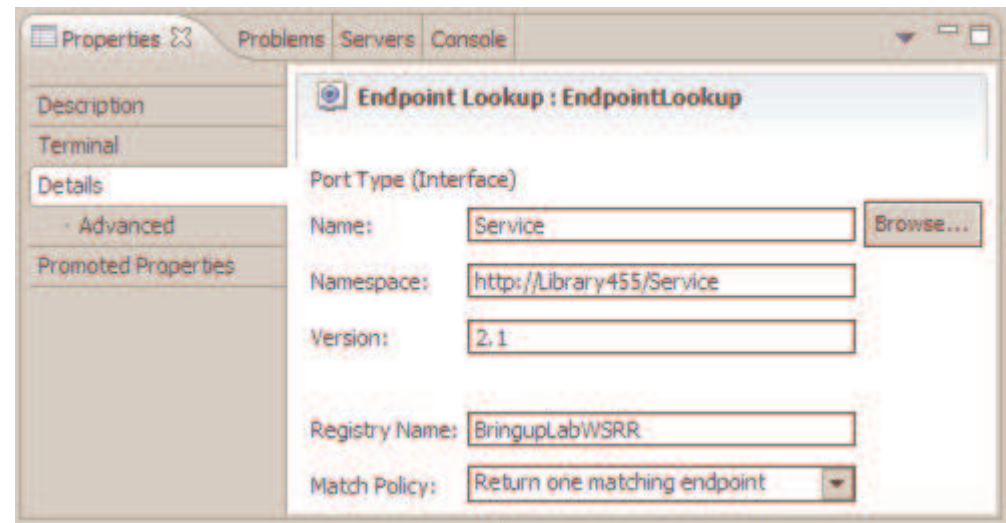 Properties Problems Servers Console
Description
Terminal
Details
Advanced
Promoted Properties
Endpoint Lookup : EndpointLookup
Port Type (Interface)
Name: Service Browse...
Namespace: http://Library455/Service
Version: 2.1
Registry Name: BringupLabWSRR
Match Policy: Return one matching endpoint